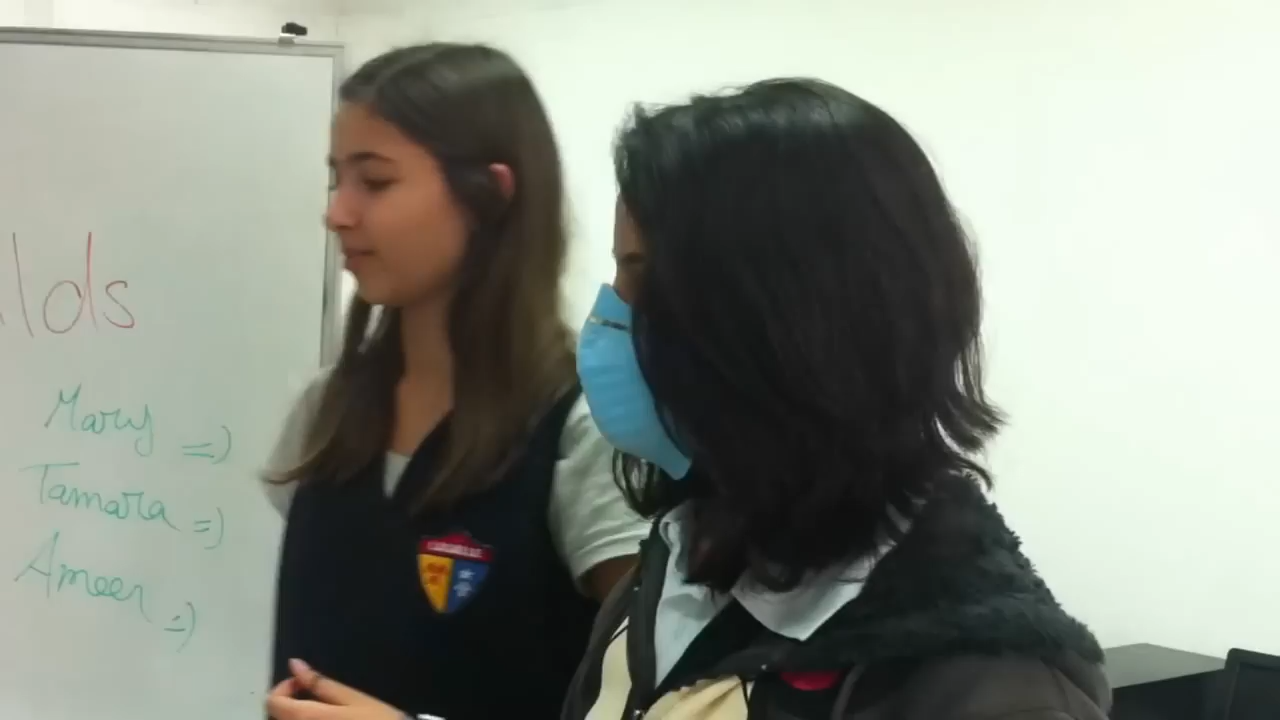 lds
Mary =)
Tamara =)
Ameer =)